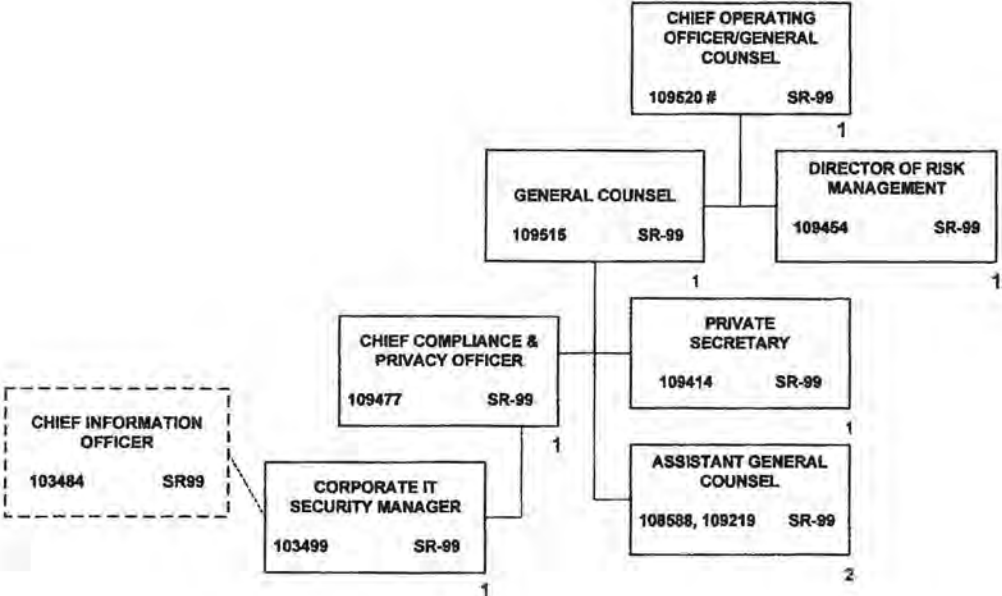 CHIEF OPERATING
OFFICER/GENERAL
COUNSEL
109520 # SR-99
1
GENERAL COUNSEL
109515 SR-99
1
DIRECTOR OF RISK
MANAGEMENT
109454 SR-99
1
CHIEF COMPLIANCE &
PRIVACY OFFICER
109477 SR-99
1
PRIVATE
SECRETARY
109414 SR-99
1
CHIEF INFORMATION
OFFICER
103484 SR99
CORPORATE IT
SECURITY MANAGER
103499 SR-99
1
ASSISTANT GENERAL
COUNSEL
108588, 109219 SR-99
2